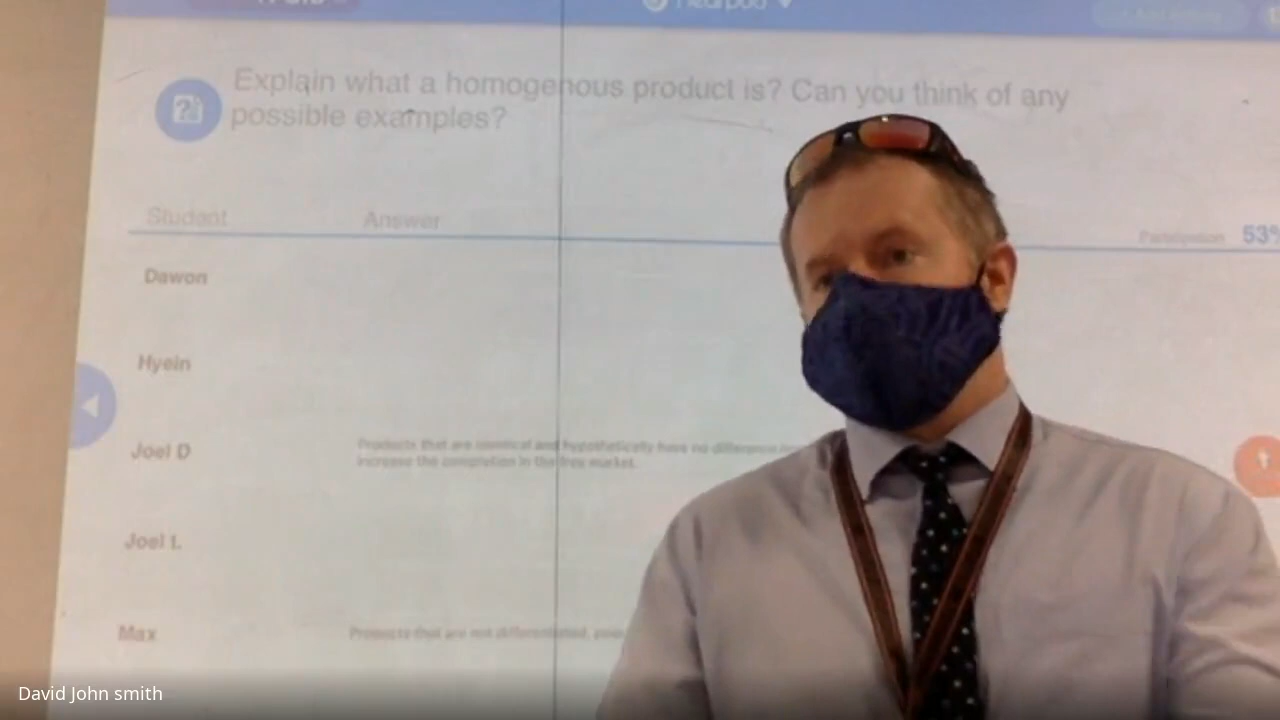 nearpod
Explain what a homogenous product is? Can you think of any
possible examples?
Student Answer
Participation 53%
Dawon
Hyein
Joel D
Products that are identical and hypothetically have no difference
increase the competition in the free market.
Joel L
Max
Products that are not differentiated,
David John smith